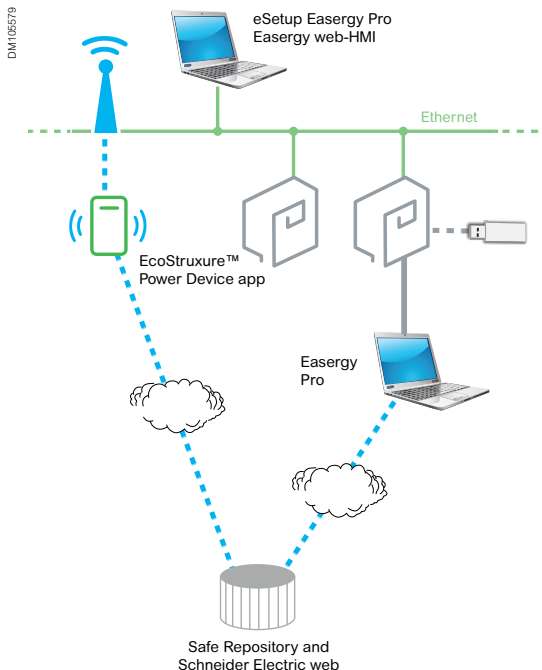 DM105579
eSetup Easergy Pro
Easergy web-HMI
Ethernet
EcoStruxure™
Power Device app
Easergy
Pro
Safe Repository and
Schneider Electric web